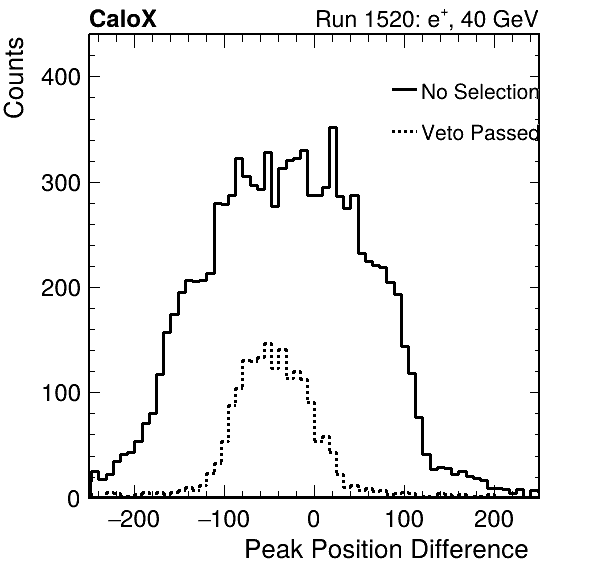 CaloX Run 1520: e⁺, 40 GeV
Counts
400
300
200
100
0
No Selection
Veto Passed
−200 −100 0 100 200
Peak Position Difference